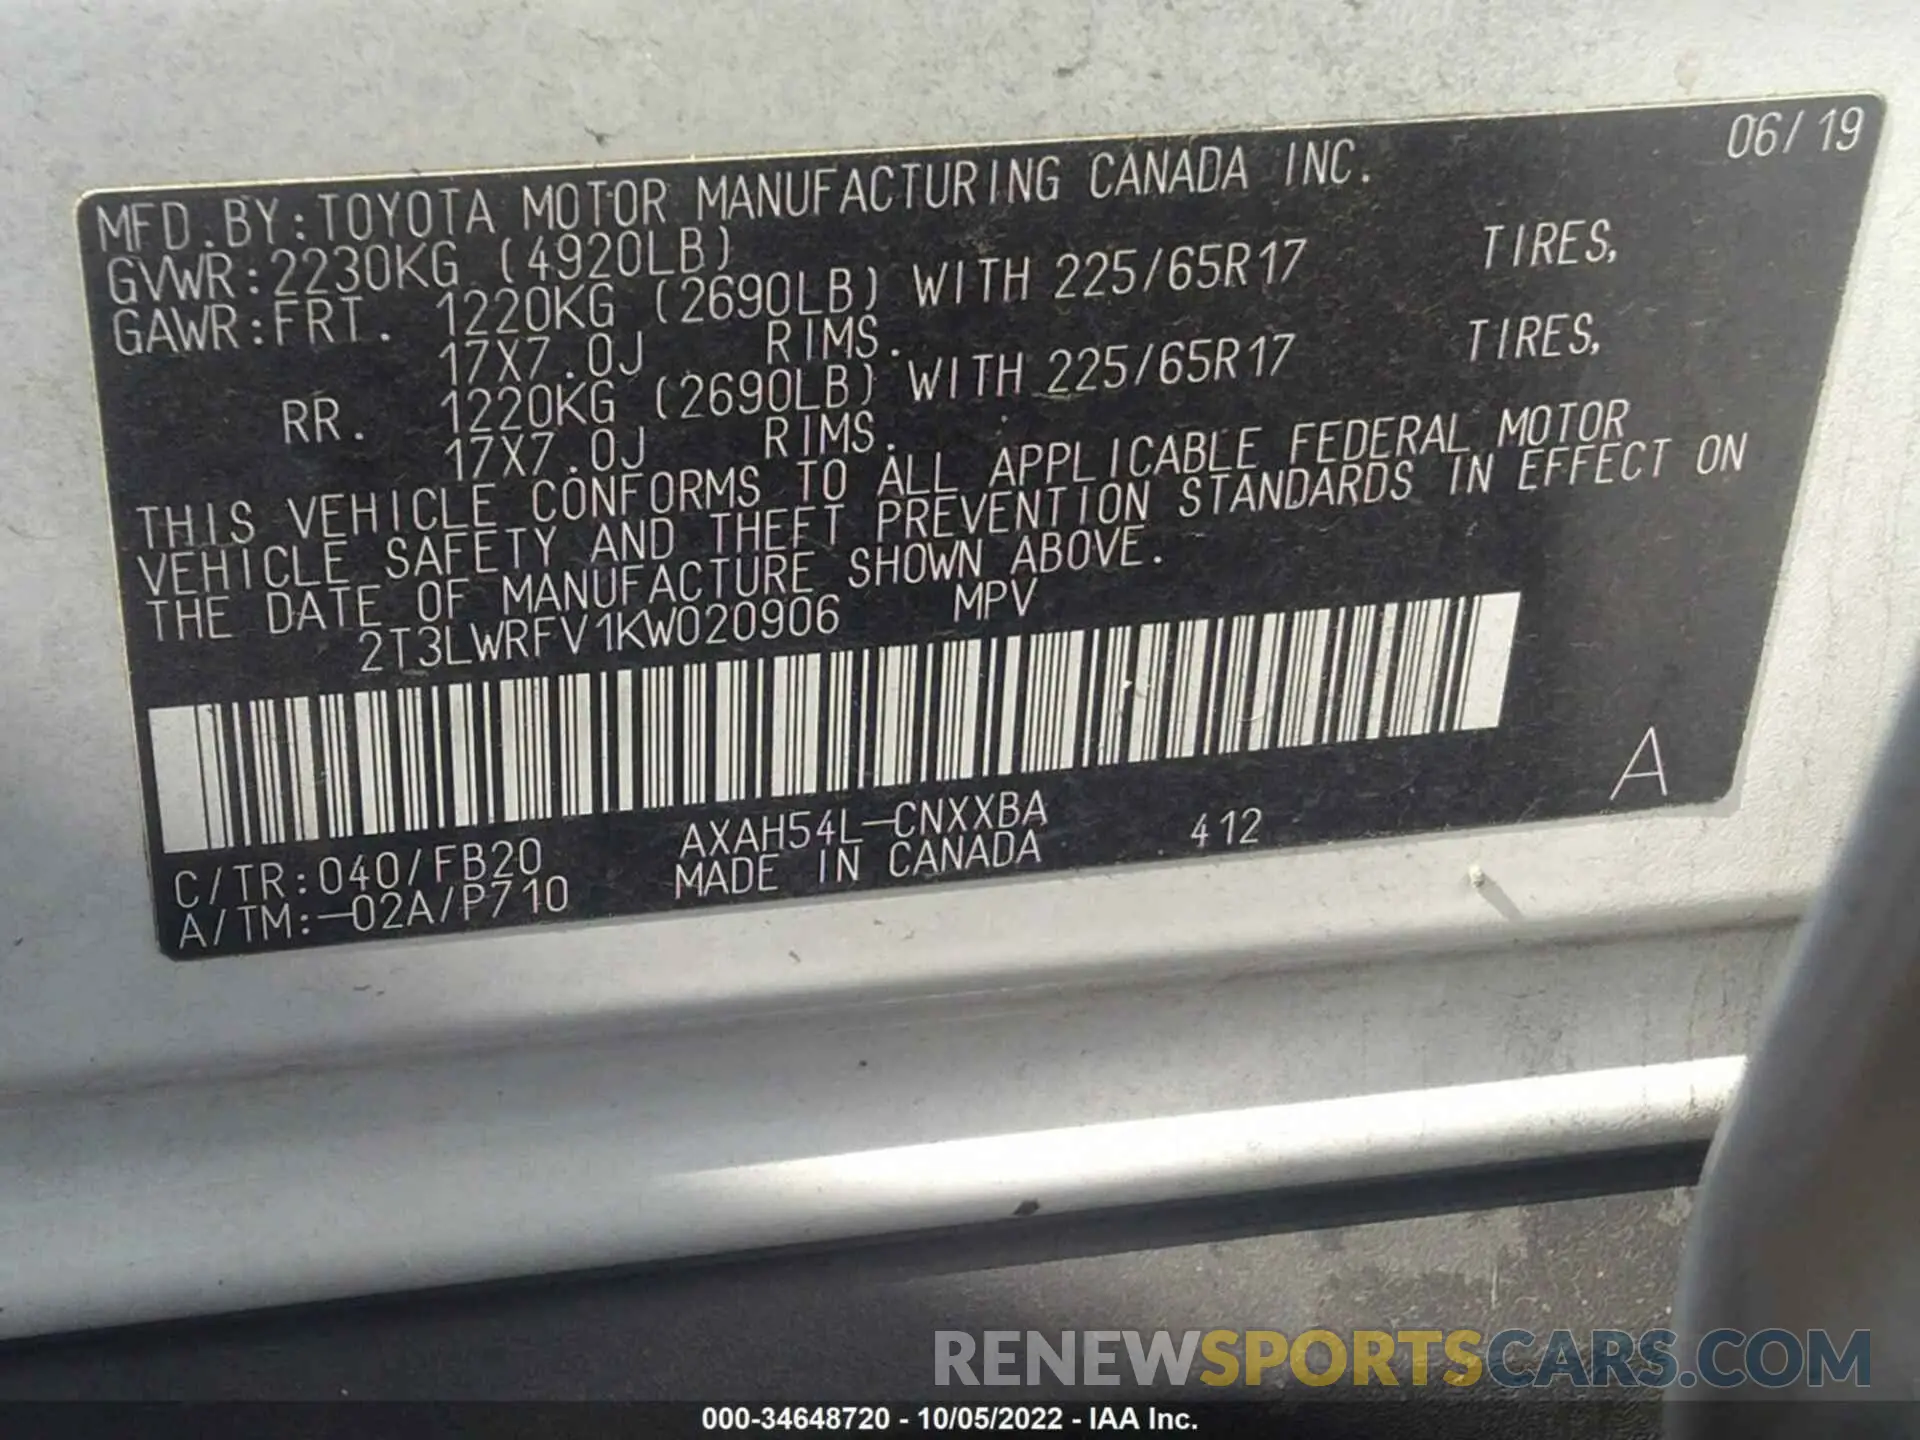 06/19
MFD.BY:TOYOTA MOTOR MANUFACTURING CANADA INC.
GVWR:2230KG (4920LB)
GAWR:FRT. 1220KG (2690LB) WITH 225/65R17 TIRES,
17X7.0J RIMS.
RR. 1220KG (2690LB) WITH 225/65R17 TIRES,
17X7.0J RIMS.
THIS VEHICLE CONFORMS TO ALL APPLICABLE FEDERAL MOTOR
VEHICLE SAFETY AND THEFT PREVENTION STANDARDS IN EFFECT ON
THE DATE OF MANUFACTURE SHOWN ABOVE.
2T3LWRFV1KW020906 MPV
A
C/TR:040/FB20 AXAH54L-CNXXBA 412
A/TM:-02A/P710 MADE IN CANADA
RENEWSPORTSCARS.COM
000-34648720 - 10/05/2022 - IAA Inc.